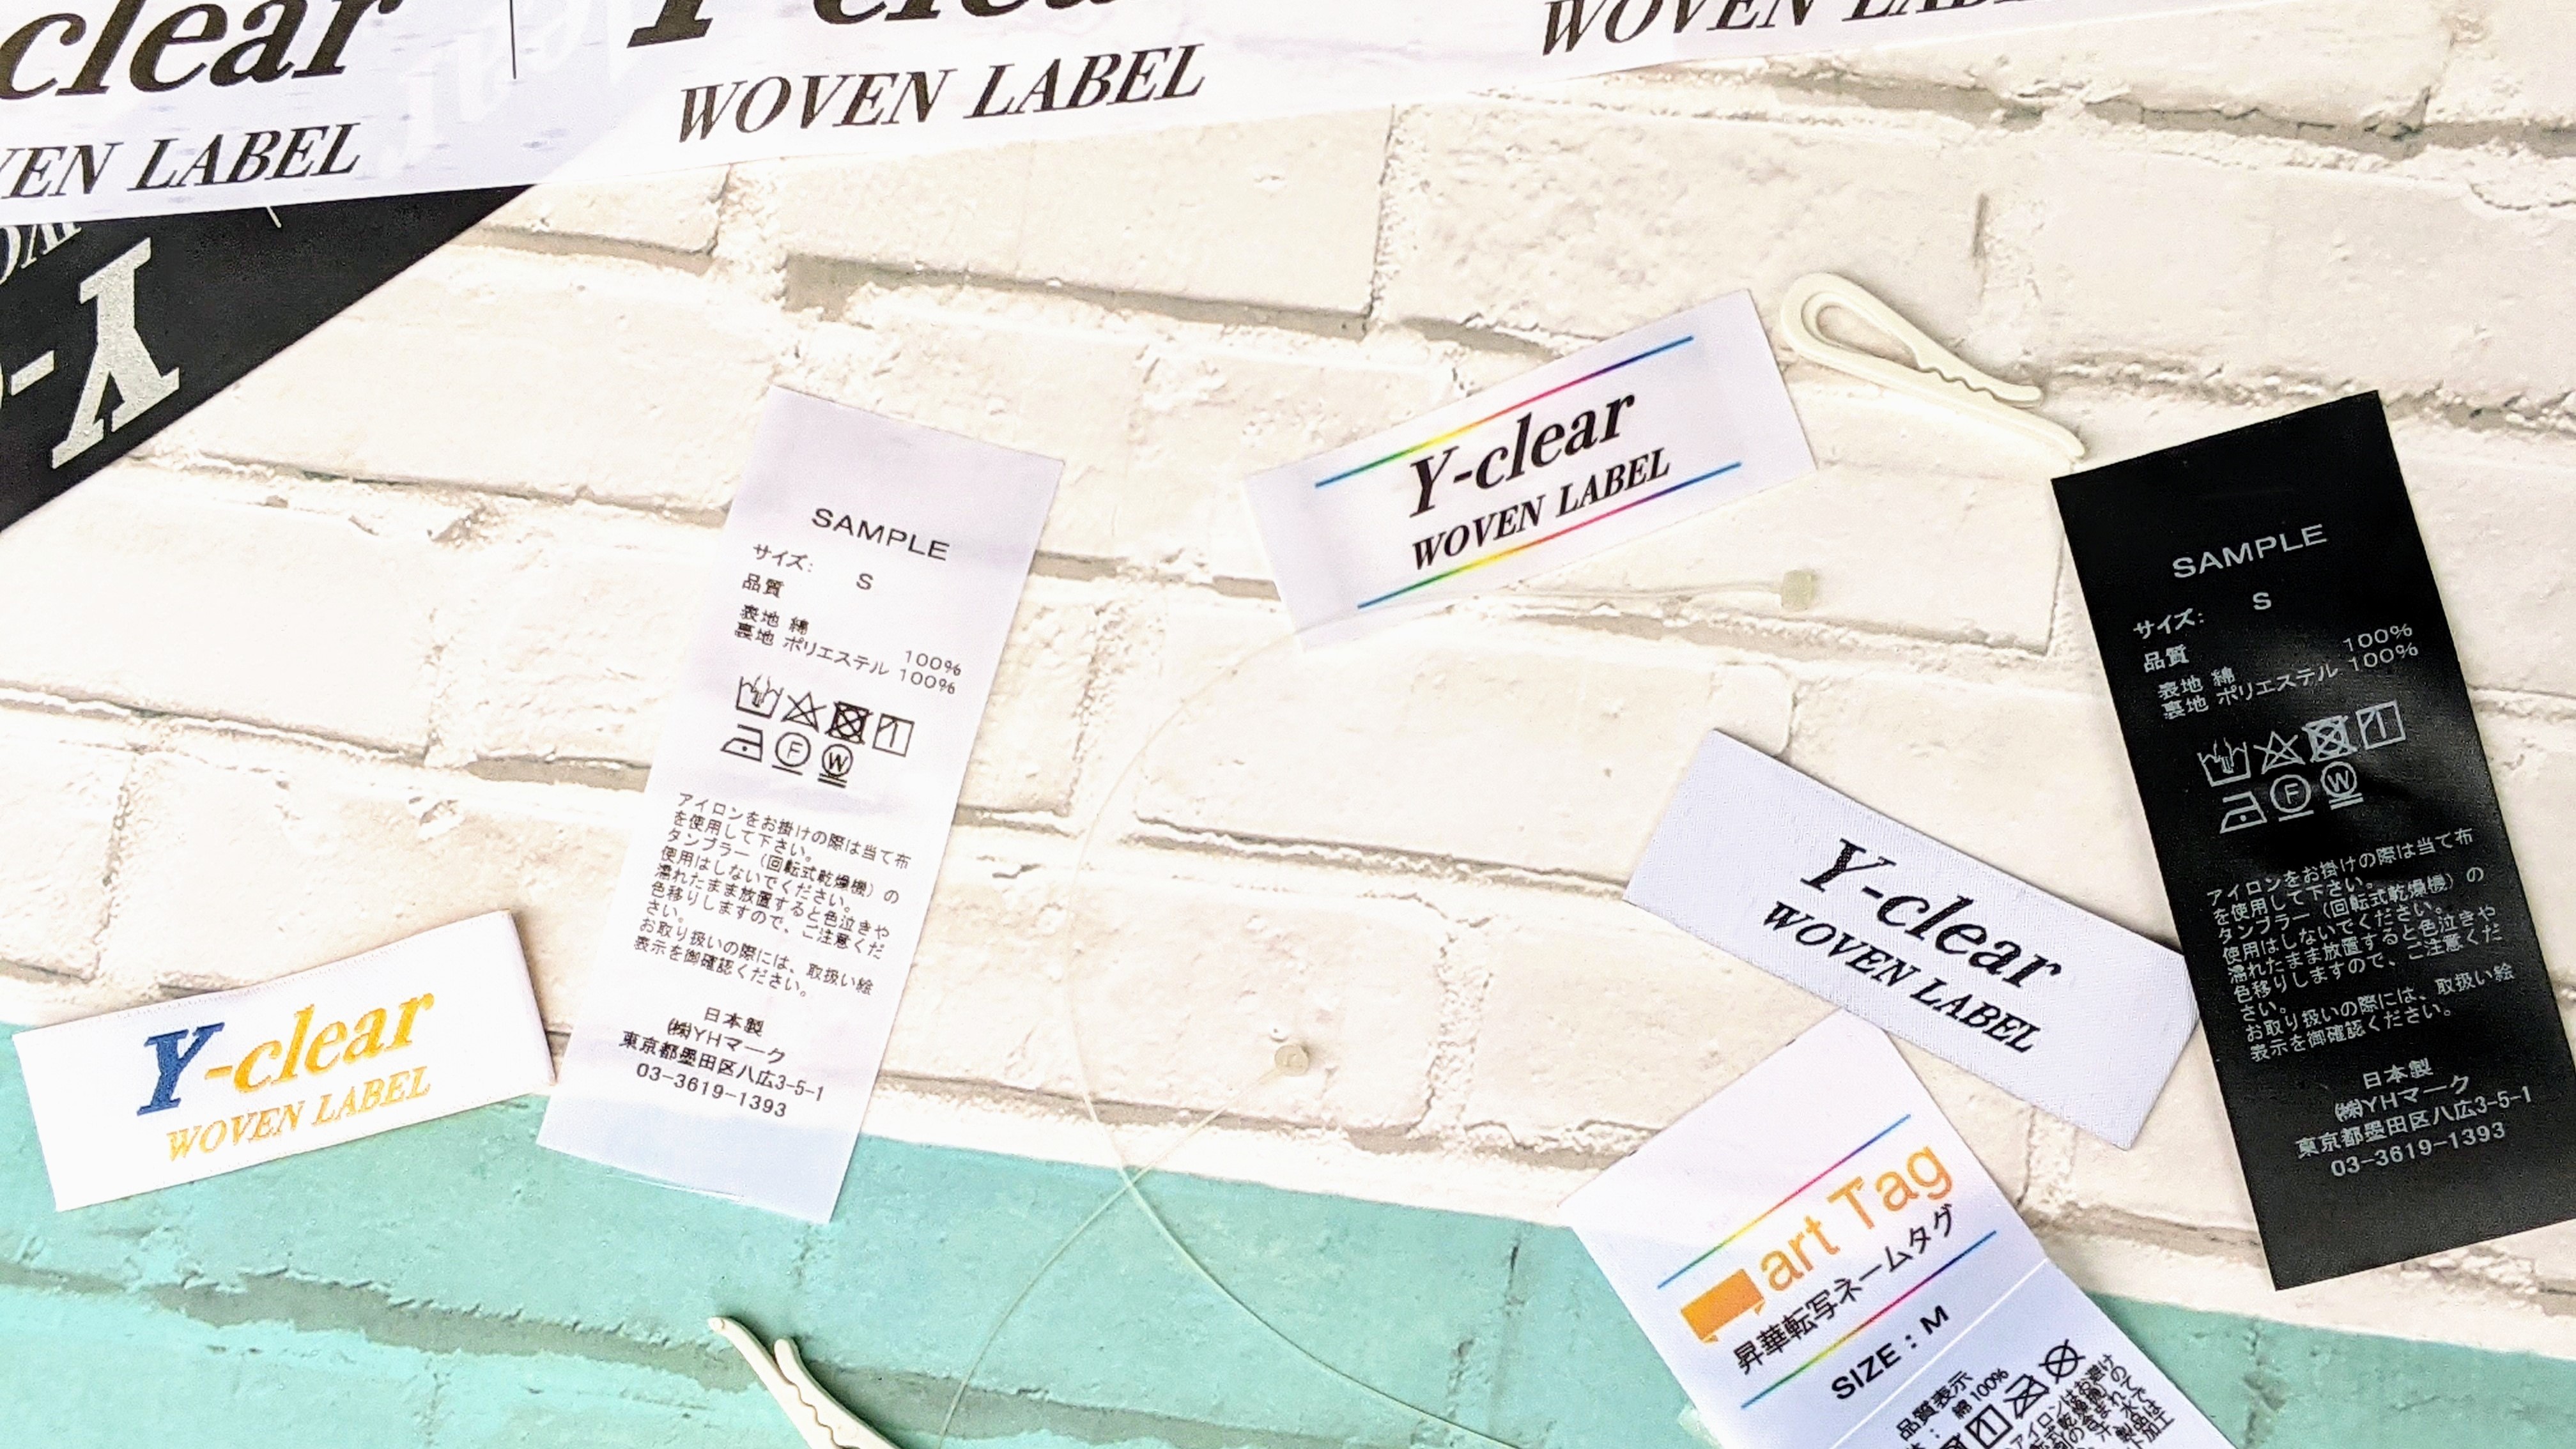 clear
WOVEN LABEL
WOVEN LABEL
Y-
Y-clear
WOVEN LABEL
SAMPLE
サイズ: S
品質
表地 綿 100%
裏地 ポリエステル 100%
F W
アイロンをお掛けの際は当て布
を使用して下さい。
タンブラー（回転式乾燥機）の
使用はしないでください。
濡れたまま放置すると色泣きや
色移りしますので、ご注意くだ
さい。
お取り扱いの際には、取扱い絵
表示を御確認ください。
日本製
㈱YHマーク
東京都墨田区八広3-5-1
03-3619-1393
Y-clear
WOVEN LABEL
Y-clear
WOVEN LABEL
SAMPLE
サイズ: S
品質
表地 綿 100%
裏地 ポリエステル 100%
F W
アイロンをお掛けの際は当て布
を使用して下さい。
タンブラー（回転式乾燥機）の
使用はしないでください。
濡れたまま放置すると色泣きや
色移りしますので、ご注意くだ
さい。
お取り扱いの際には、取扱い絵
表示を御確認ください。
日本製
㈱YHマーク
東京都墨田区八広3-5-1
03-3619-1393
art Tag
昇華転写ネームタグ
SIZE : M
品質表示
綿 100%